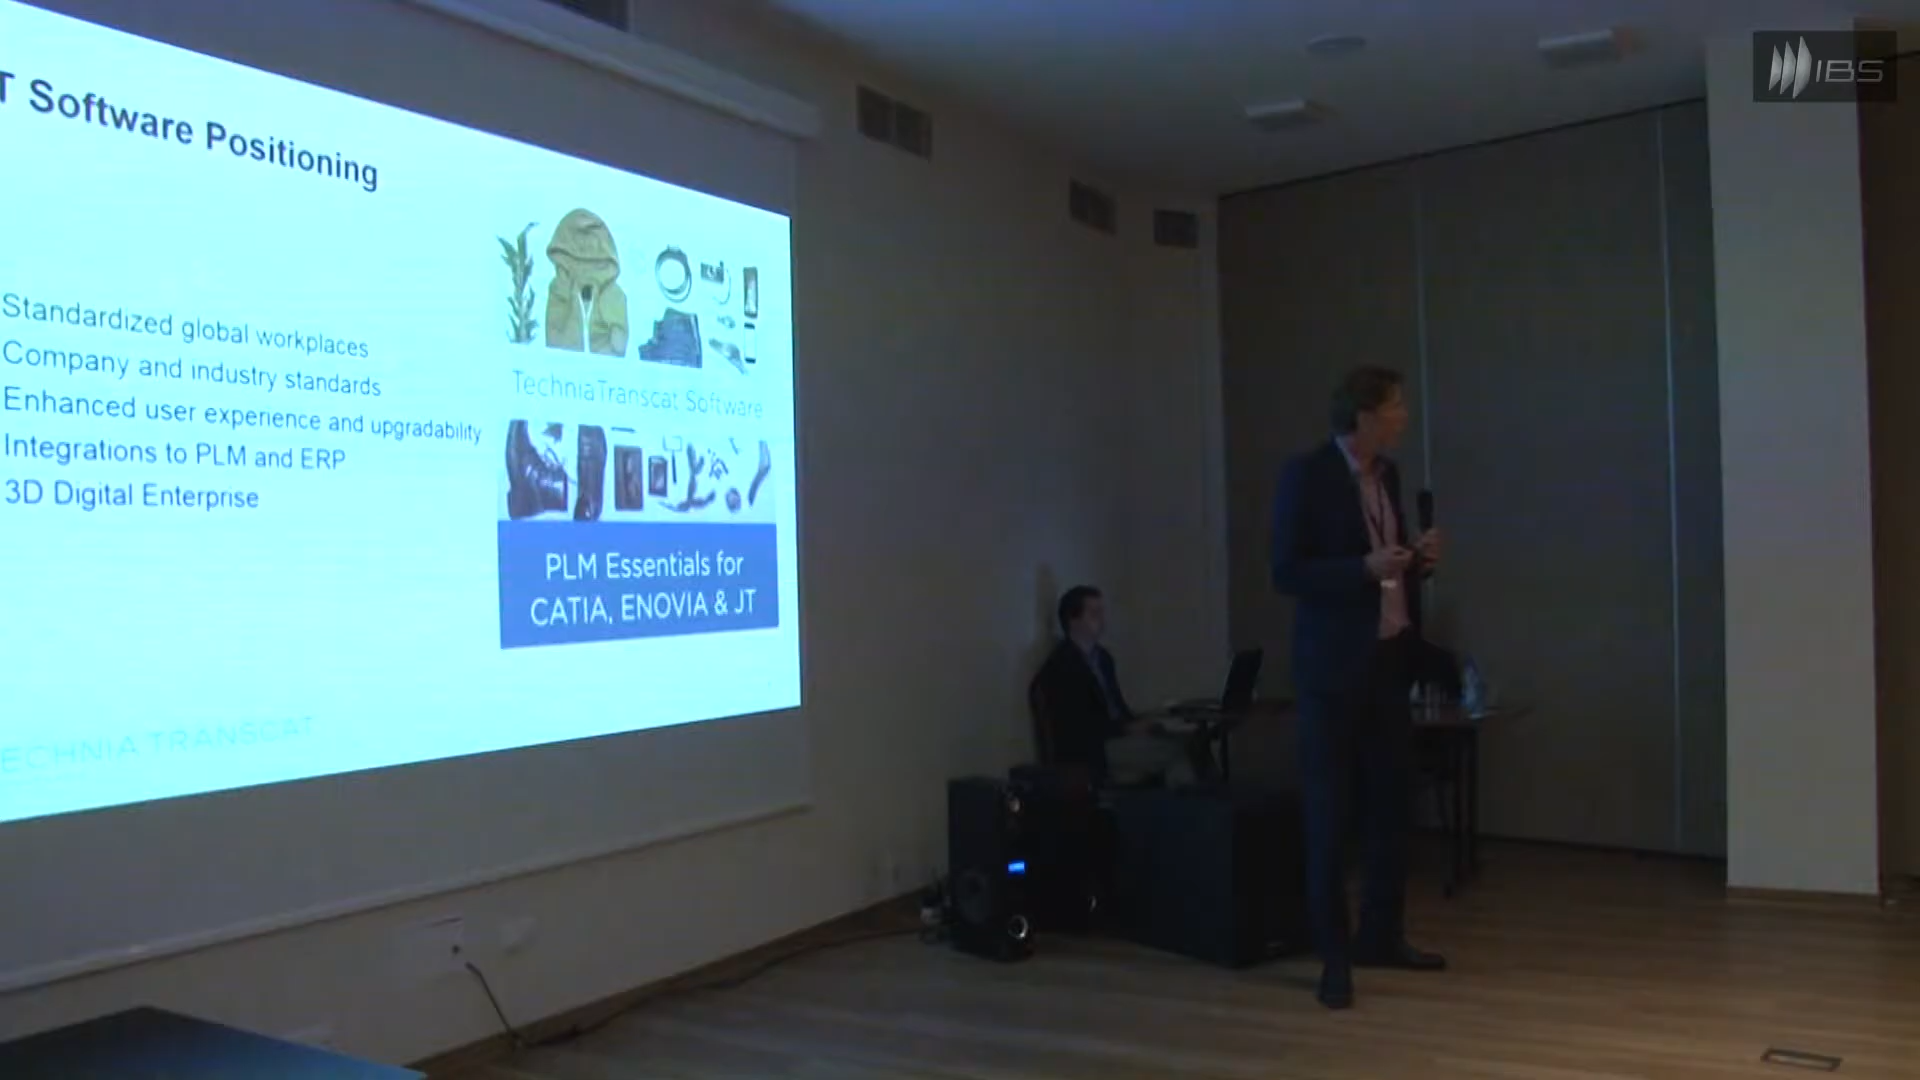 T Software Positioning
Standardized global workplaces
Company and industry standards
Enhanced user experience and upgradability
Integrations to PLM and ERP
3D Digital Enterprise
TechniaTranscat Software
PLM Essentials for
CATIA, ENOVIA & JT
ECHNIA TRANSCAT
IBS